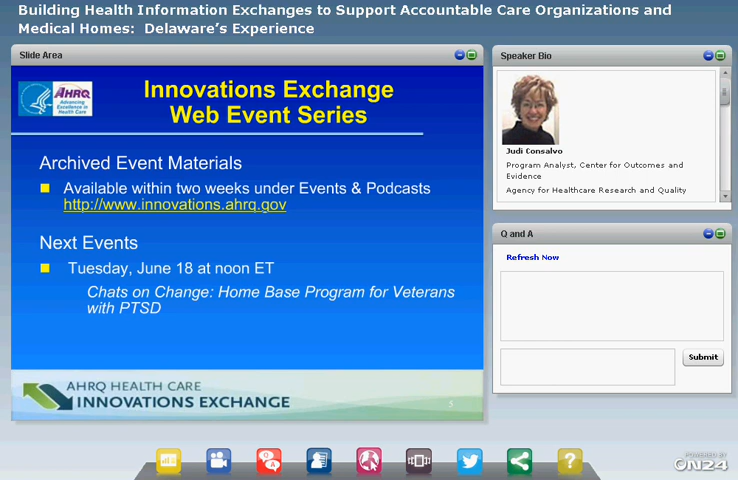 Building Health Information Exchanges to Support Accountable Care Organizations and
Medical Homes:  Delaware's Experience
Slide Area
AHRQ
Advancing
Excellence in
Health Care
Innovations Exchange
Web Event Series
Archived Event Materials
Available within two weeks under Events & Podcasts
http://www.innovations.ahrq.gov
Next Events
Tuesday, June 18 at noon ET
Chats on Change: Home Base Program for Veterans
with PTSD
AHRQ HEALTH CARE
INNOVATIONS EXCHANGE
5
Speaker Bio
Judi Consalvo
Program Analyst, Center for Outcomes and
Evidence
Agency for Healthcare Research and Quality
Q and A
Refresh Now
Submit
Q
A
?
POWERED BY
ON24